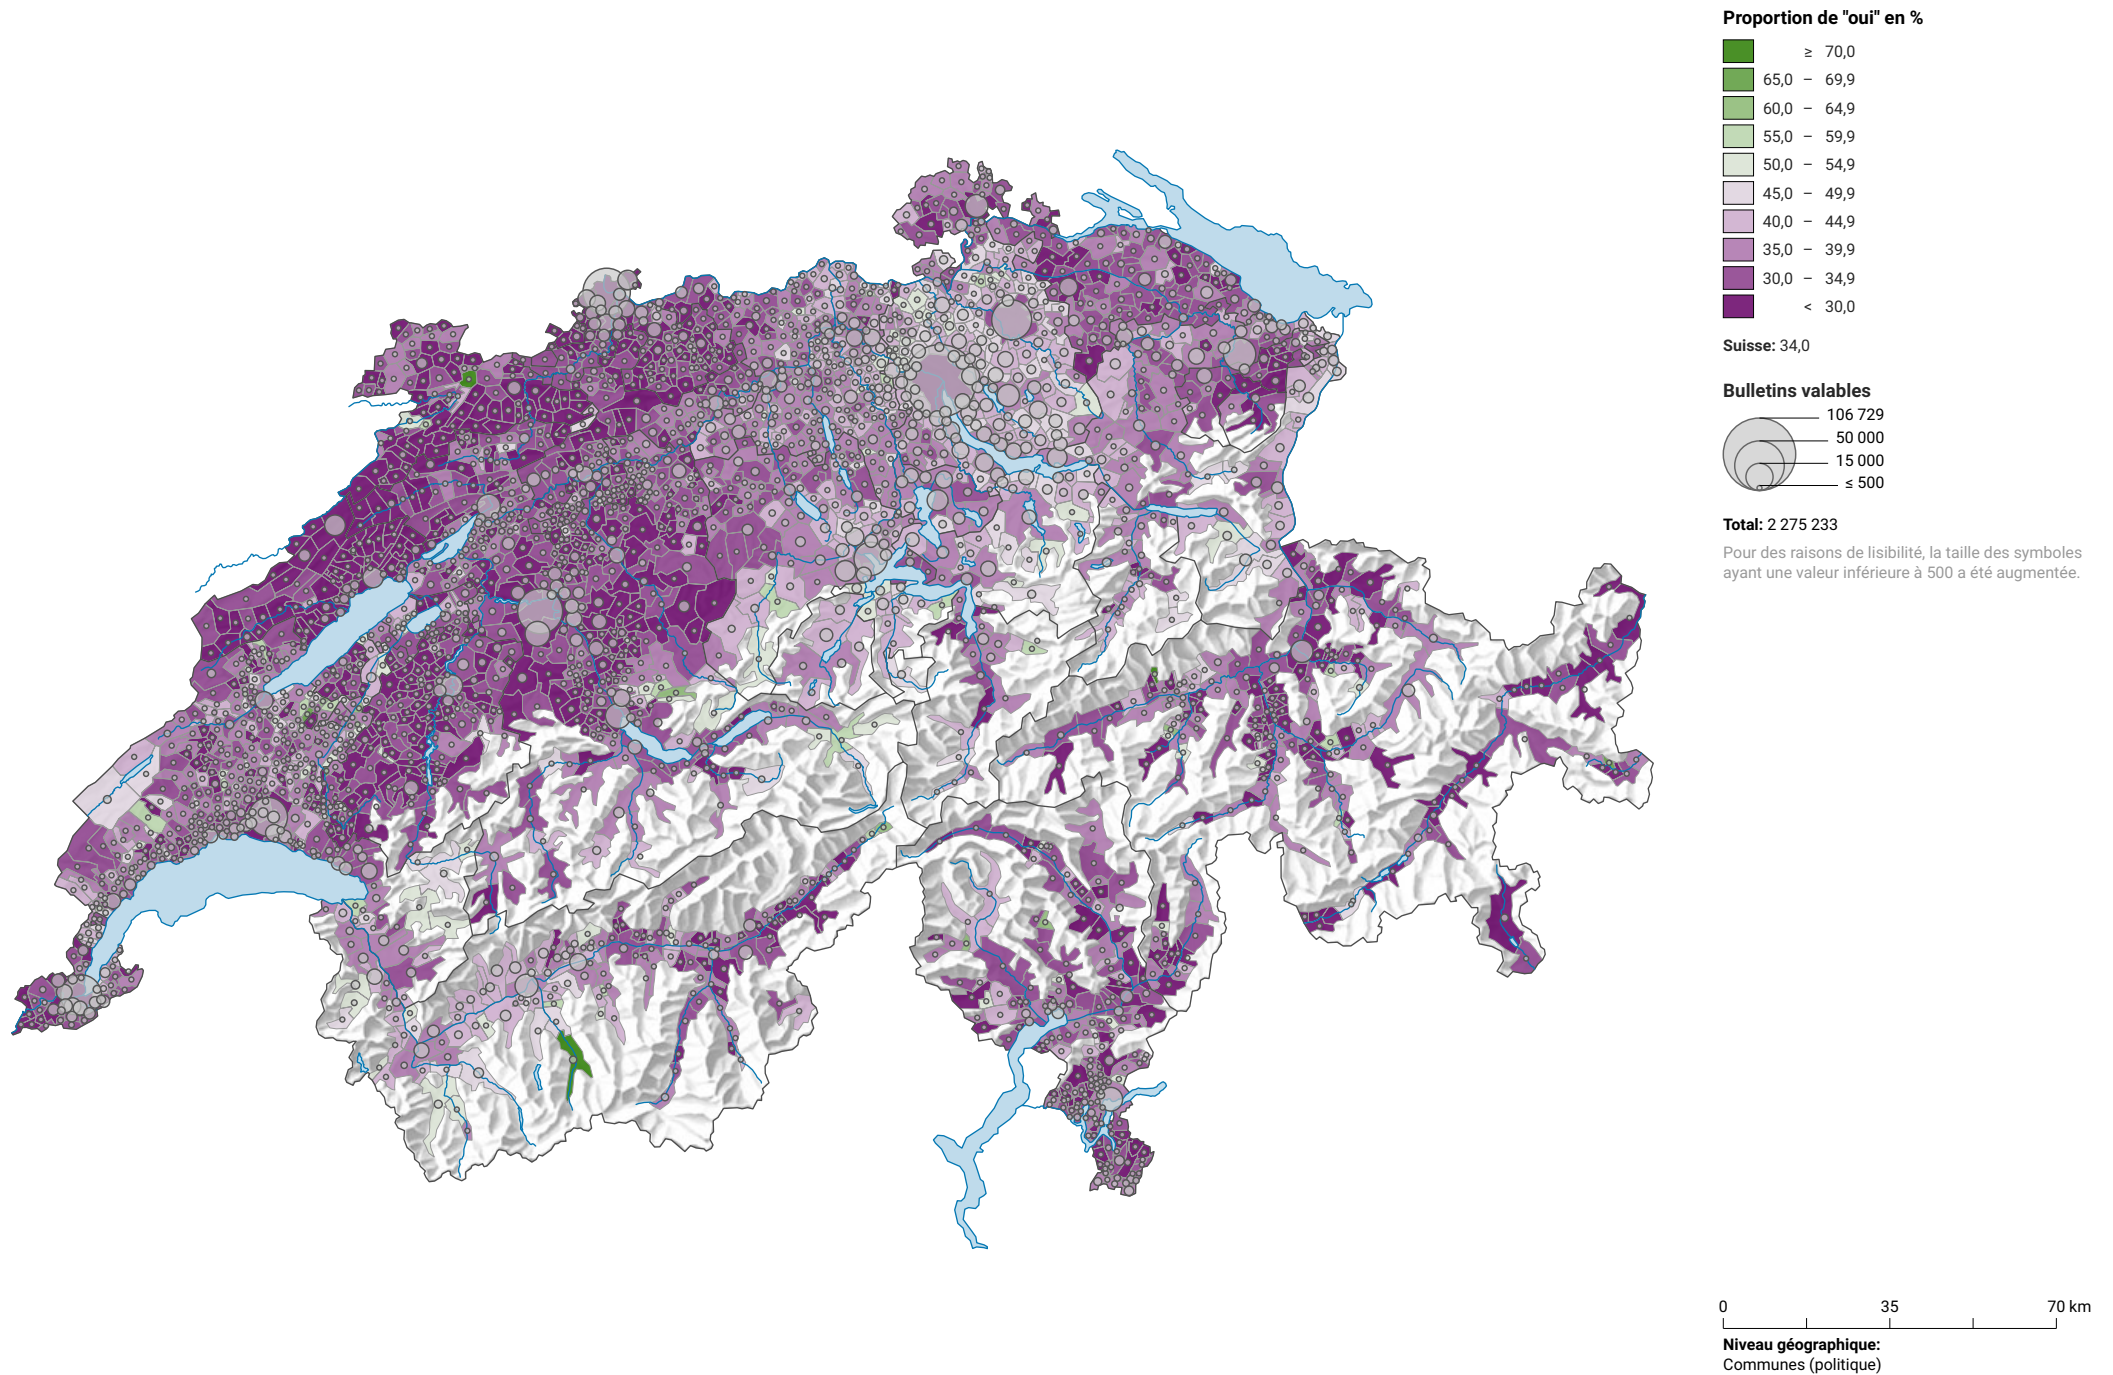 Proportion de "oui" en %
≥ 70,0
65,0 – 69,9
60,0 – 64,9
55,0 – 59,9
50,0 – 54,9
45,0 – 49,9
40,0 – 44,9
35,0 – 39,9
30,0 – 34,9
< 30,0
Suisse: 34,0
Bulletins valables
106 729
50 000
15 000
≤ 500
Total: 2 275 233
Pour des raisons de lisibilité, la taille des symboles
ayant une valeur inférieure à 500 a été augmentée.
0 35 70 km
Niveau géographique:
Communes (politique)